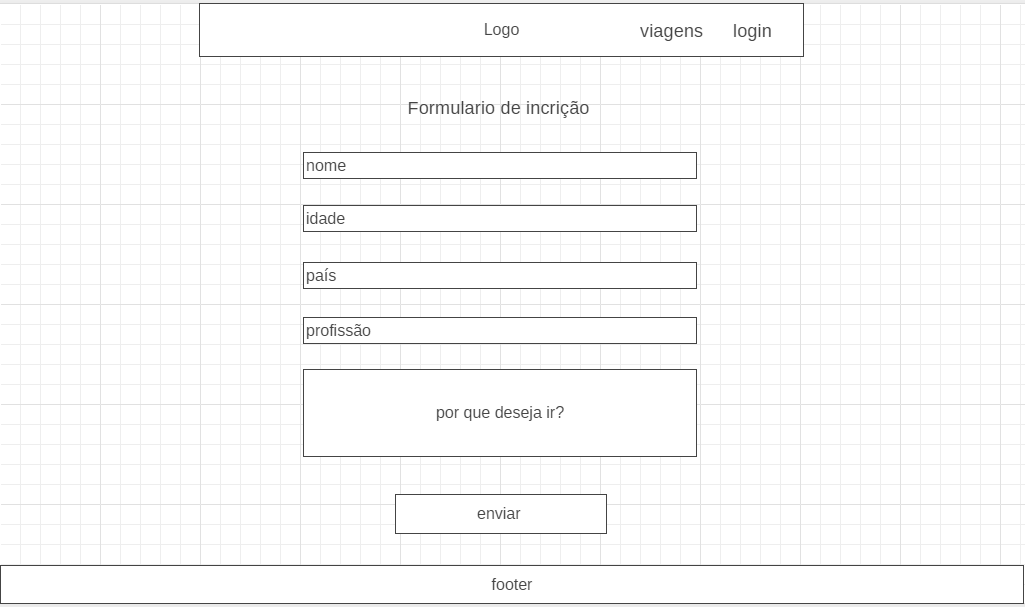 Logo viagens login
Formulario de incrição
nome
idade
país
profissão
por que deseja ir?
enviar
footer